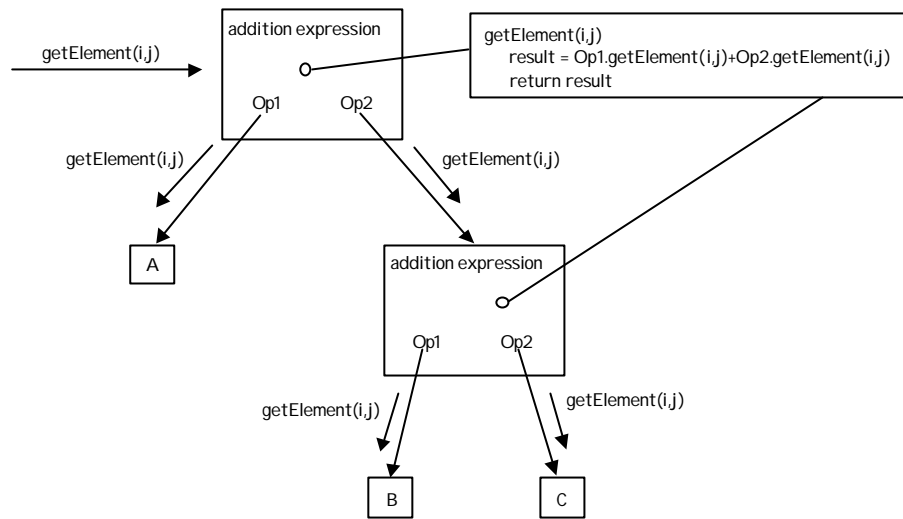 addition expression
getElement(i,j)
getElement(i,j)
result = Op1.getElement(i,j)+Op2.getElement(i,j)
return result
Op1 Op2
getElement(i,j)
getElement(i,j)
A
addition expression
Op1 Op2
getElement(i,j)
getElement(i,j)
B
C